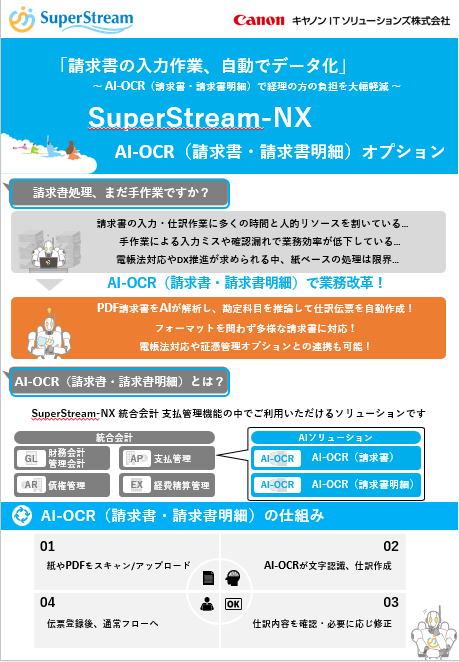 SuperStream
Canon キヤノンITソリューションズ株式会社
「請求書の入力作業、自動でデータ化」
～ AI-OCR（請求書・請求書明細）で経理の方の負担を大幅軽減 ～
SuperStream-NX
AI-OCR（請求書・請求書明細）オプション
請求書処理、まだ手作業ですか？
請求書の入力・仕訳作業に多くの時間と人的リソースを割いている...
手作業による入力ミスや確認漏れで業務効率が低下している...
電帳法対応やDX推進が求められる中、紙ベースの処理は限界...
AI-OCR（請求書・請求書明細）で業務改革！
PDF請求書をAIが解析し、勘定科目を推論して仕訳伝票を自動作成！
フォーマットを問わず多様な請求書に対応！
電帳法対応や証憑管理オプションとの連携も可能！
AI-OCR（請求書・請求書明細）とは？
SuperStream-NX 統合会計 支払管理機能の中でご利用いただけるソリューションです
統合会計
GL 財務会計
管理会計
AP 支払管理
AR 債権管理
EX 経費精算管理
AIソリューション
AI-OCR AI-OCR（請求書）
AI-OCR AI-OCR（請求書明細）
AI-OCR（請求書・請求書明細）の仕組み
01
紙やPDFをスキャン/アップロード
02
AI-OCRが文字認識、仕訳作成
04
伝票登録後、通常フローへ
OK
03
仕訳内容を確認・必要に応じ修正